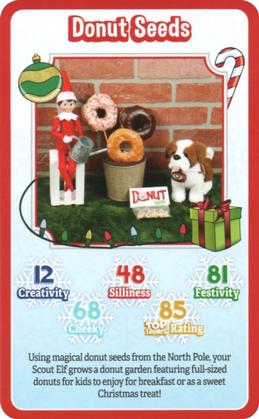 Donut Seeds
DONUT
12
Creativity
48
Silliness
81
Festivity
68
Cheeky
85
TOP TRUMPS Rating
Using magical donut seeds from the North Pole, your
Scout Elf grows a donut garden featuring full-sized
donuts for kids to enjoy for breakfast or as a sweet
Christmas treat!